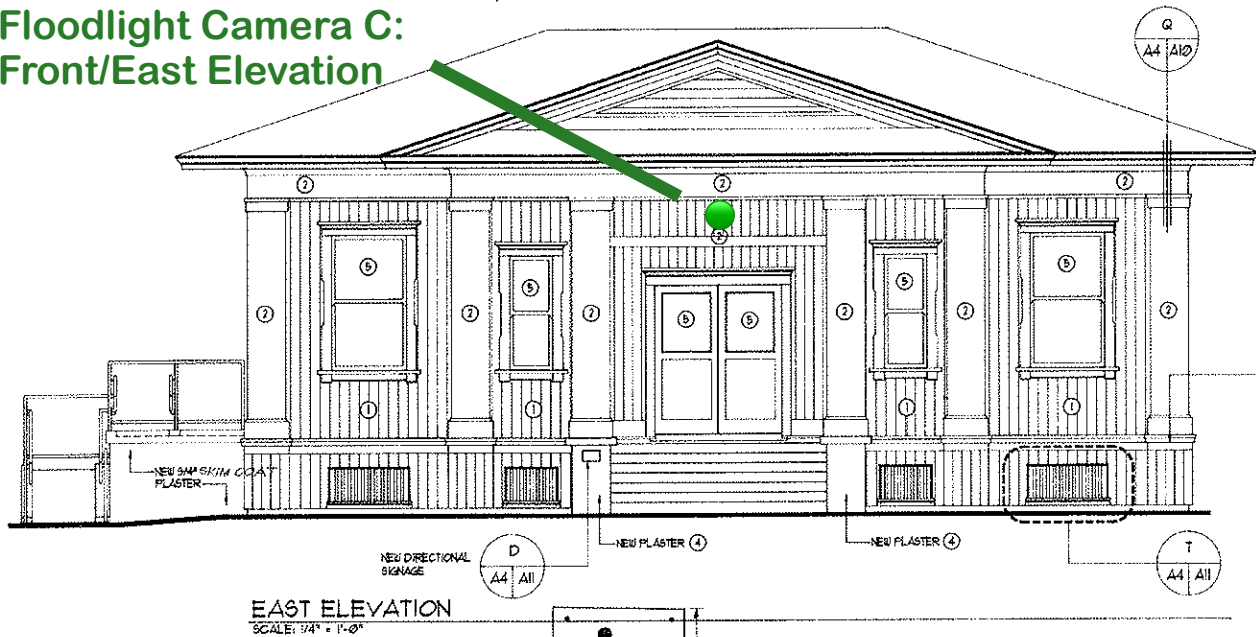 Floodlight Camera C:
Front/East Elevation
Q
A4 A10
2
2
2
2
5
5
5
5
5
5
2
2
2
2
2
2
1
1
1
1
NEW SKIM COAT
PLASTER
NEW PLASTER 4
NEW PLASTER 4
NEW DIRECTIONAL
SIGNAGE
D
A4 A11
T
A4 A11
EAST ELEVATION
SCALE: 1/4" = 1'-0"